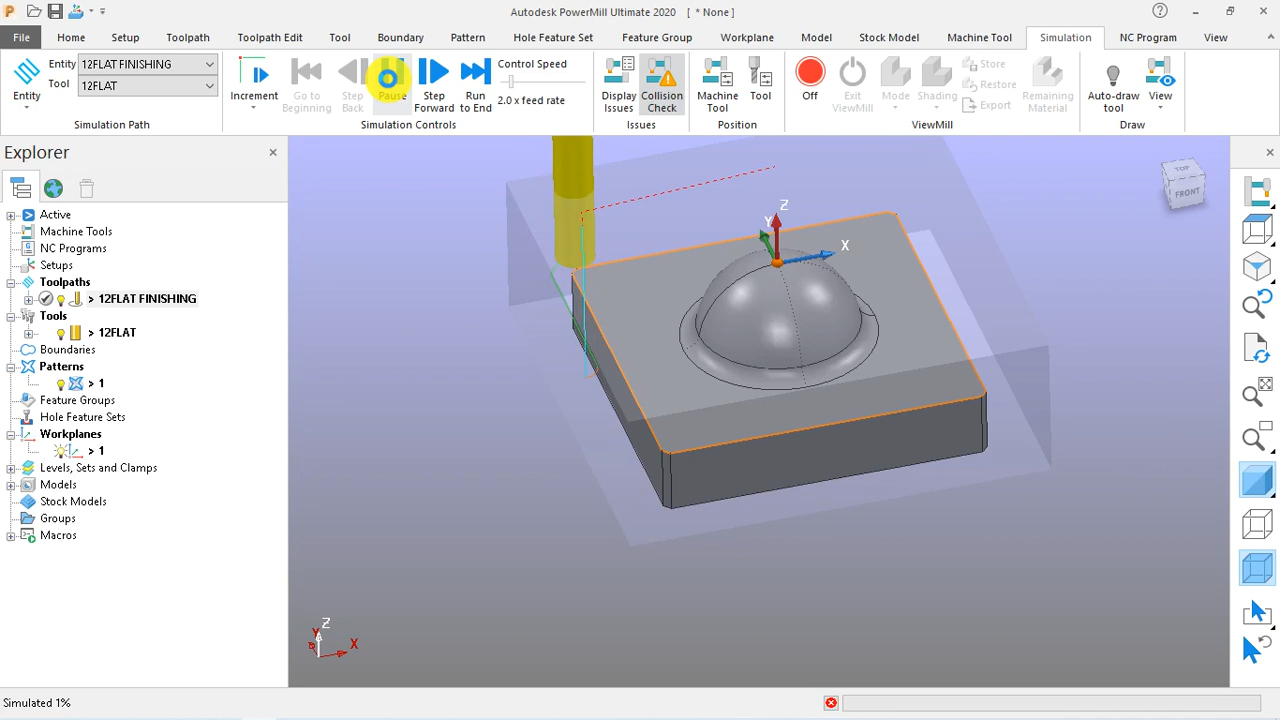 Autodesk PowerMill Ultimate 2020 [ * None ]
File Home Setup Toolpath Toolpath Edit Tool Boundary Pattern Hole Feature Set Feature Group Workplane Model Stock Model Machine Tool Simulation NC Program View
Entity
Entity 12FLAT FINISHING
Tool 12FLAT
Simulation Path
Increment
Go to Beginning
Step Back
Pause
Step Forward
Run to End
Control Speed
2.0 x feed rate
Simulation Controls
Display Issues
Collision Check
Issues
Machine Tool
Tool
Position
Off
Exit ViewMill
Mode
Shading
Store
Restore
Export
Remaining Material
ViewMill
Auto-draw tool
View
Draw
Explorer
Active
Machine Tools
NC Programs
Setups
Toolpaths
> 12FLAT FINISHING
Tools
> 12FLAT
Boundaries
Patterns
> 1
Feature Groups
Hole Feature Sets
Workplanes
> 1
Levels, Sets and Clamps
Models
Stock Models
Groups
Macros
Z
Y
X
TOP
FRONT
Z
Y
X
Simulated 1%